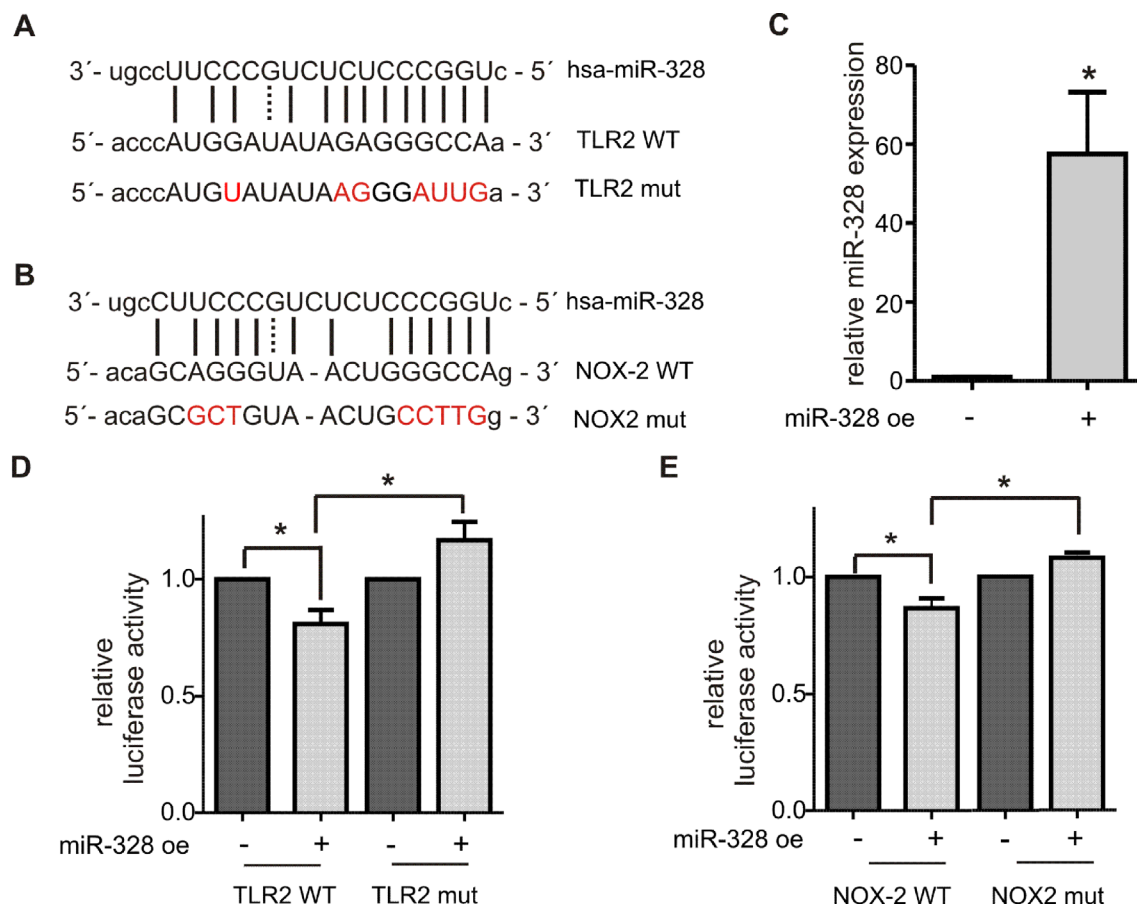 A
3´- ugccUUCCCGUCUCUCCCGGUc - 5´ hsa-miR-328
5´- acccAUGGAUAUAGAGGGCCAa - 3´ TLR2 WT
5´- acccAUGUAUAUAAGGGAUUGa - 3´ TLR2 mut
B
3´- ugcCUUCCCGUCUCUCCCGGUc - 5´ hsa-miR-328
5´- acaGCAGGGUA - ACUGGGCCAg - 3´ NOX-2 WT
5´- acaGCGCTGUA - ACUGCCTTGg - 3´ NOX2 mut
C
relative miR-328 expression
80
60
40
20
0
*
miR-328 oe - +
D
relative
luciferase activity
1.0
0.5
0.0
* *
miR-328 oe - + - +
TLR2 WT TLR2 mut
E
relative
luciferase activity
1.0
0.5
0.0
* *
miR-328 oe - + - +
NOX-2 WT NOX2 mut